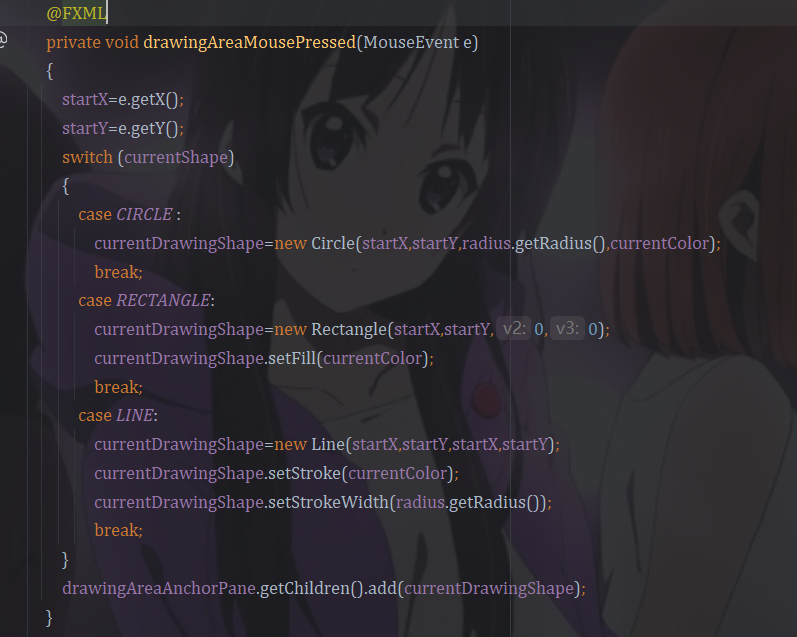 @FXML
private void drawingAreaMousePressed(MouseEvent e)
{
startX=e.getX();
startY=e.getY();
switch (currentShape)
{
case CIRCLE :
currentDrawingShape=new Circle(startX,startY,radius.getRadius(),currentColor);
break;
case RECTANGLE:
currentDrawingShape=new Rectangle(startX,startY, v2: 0, v3: 0);
currentDrawingShape.setFill(currentColor);
break;
case LINE:
currentDrawingShape=new Line(startX,startY,startX,startY);
currentDrawingShape.setStroke(currentColor);
currentDrawingShape.setStrokeWidth(radius.getRadius());
break;
}
drawingAreaAnchorPane.getChildren().add(currentDrawingShape);
}